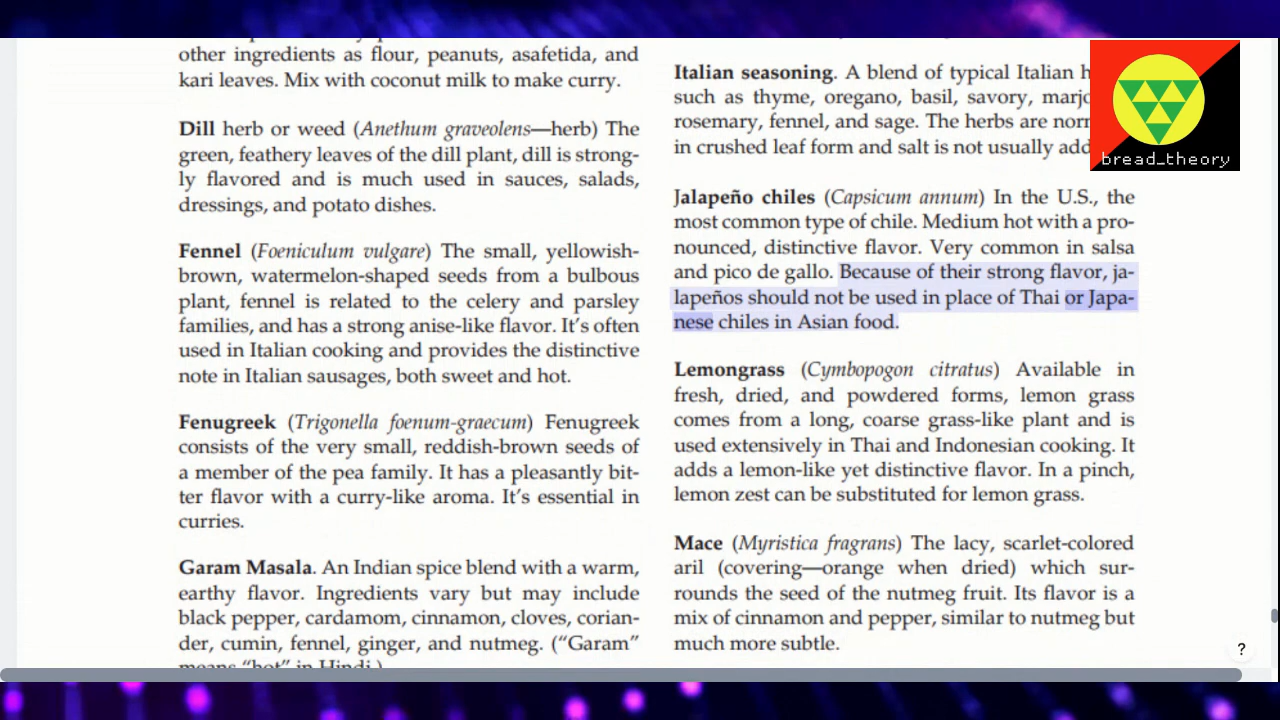 other ingredients as flour, peanuts, asafetida, and
kari leaves. Mix with coconut milk to make curry.
Dill herb or weed (Anethum graveolens—herb) The
green, feathery leaves of the dill plant, dill is strong-
ly flavored and is much used in sauces, salads,
dressings, and potato dishes.
Fennel (Foeniculum vulgare) The small, yellowish-
brown, watermelon-shaped seeds from a bulbous
plant, fennel is related to the celery and parsley
families, and has a strong anise-like flavor. It's often
used in Italian cooking and provides the distinctive
note in Italian sausages, both sweet and hot.
Fenugreek (Trigonella foenum-graecum) Fenugreek
consists of the very small, reddish-brown seeds of
a member of the pea family. It has a pleasantly bit-
ter flavor with a curry-like aroma. It's essential in
curries.
Garam Masala. An Indian spice blend with a warm,
earthy flavor. Ingredients vary but may include
black pepper, cardamom, cinnamon, cloves, corian-
der, cumin, fennel, ginger, and nutmeg. ("Garam"
means "hot" in Hindi.)
Italian seasoning. A blend of typical Italian
such as thyme, oregano, basil, savory,
rosemary, fennel, and sage. The herbs are
in crushed leaf form and salt is not usually
Jalapeño chiles (Capsicum annum) In the U.S., the
most common type of chile. Medium hot with a pro-
nounced, distinctive flavor. Very common in salsa
and pico de gallo. Because of their strong flavor, ja-
lapeños should not be used in place of Thai or Japa-
nese chiles in Asian food.
Lemongrass (Cymbopogon citratus) Available in
fresh, dried, and powdered forms, lemon grass
comes from a long, coarse grass-like plant and is
used extensively in Thai and Indonesian cooking. It
adds a lemon-like yet distinctive flavor. In a pinch,
lemon zest can be substituted for lemon grass.
Mace (Myristica fragrans) The lacy, scarlet-colored
aril (covering—orange when dried) which sur-
rounds the seed of the nutmeg fruit. Its flavor is a
mix of cinnamon and pepper, similar to nutmeg but
much more subtle.
bread_theory
?